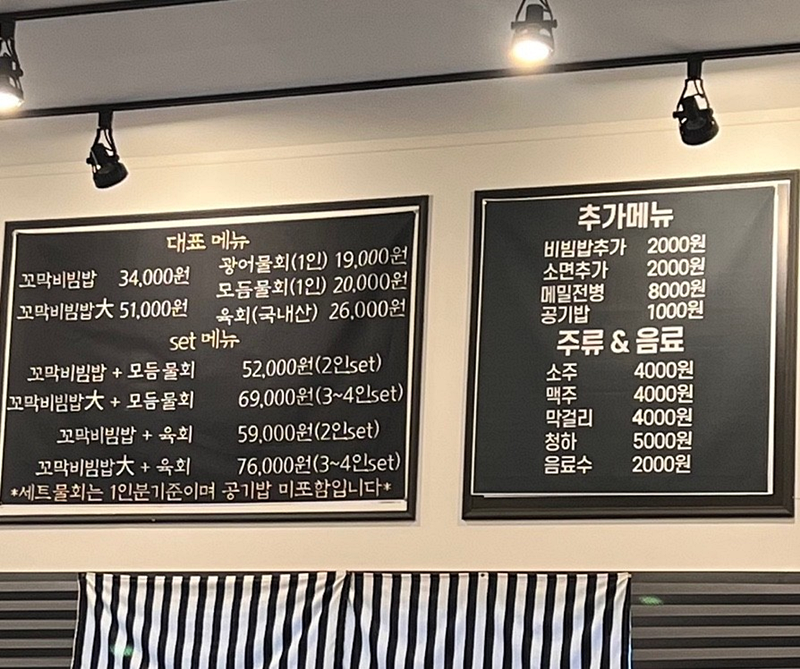 대표 메뉴
꼬막비빔밥 34,000원
꼬막비빔밥大 51,000원
광어물회(1인) 19,000원
모듬물회(1인) 20,000원
육회(국내산) 26,000원
set 메뉴
꼬막비빔밥 + 모듬물회 52,000원(2인set)
꼬막비빔밥大 + 모듬물회 69,000원(3~4인set)
꼬막비빔밥 + 육회 59,000원(2인set)
꼬막비빔밥大 + 육회 76,000원(3~4인set)
*세트물회는 1인분기준이며 공기밥 미포함입니다*
추가메뉴
비빔밥추가 2000원
소면추가 2000원
메밀전병 8000원
공기밥 1000원
주류 & 음료
소주 4000원
맥주 4000원
막걸리 4000원
청하 5000원
음료수 2000원